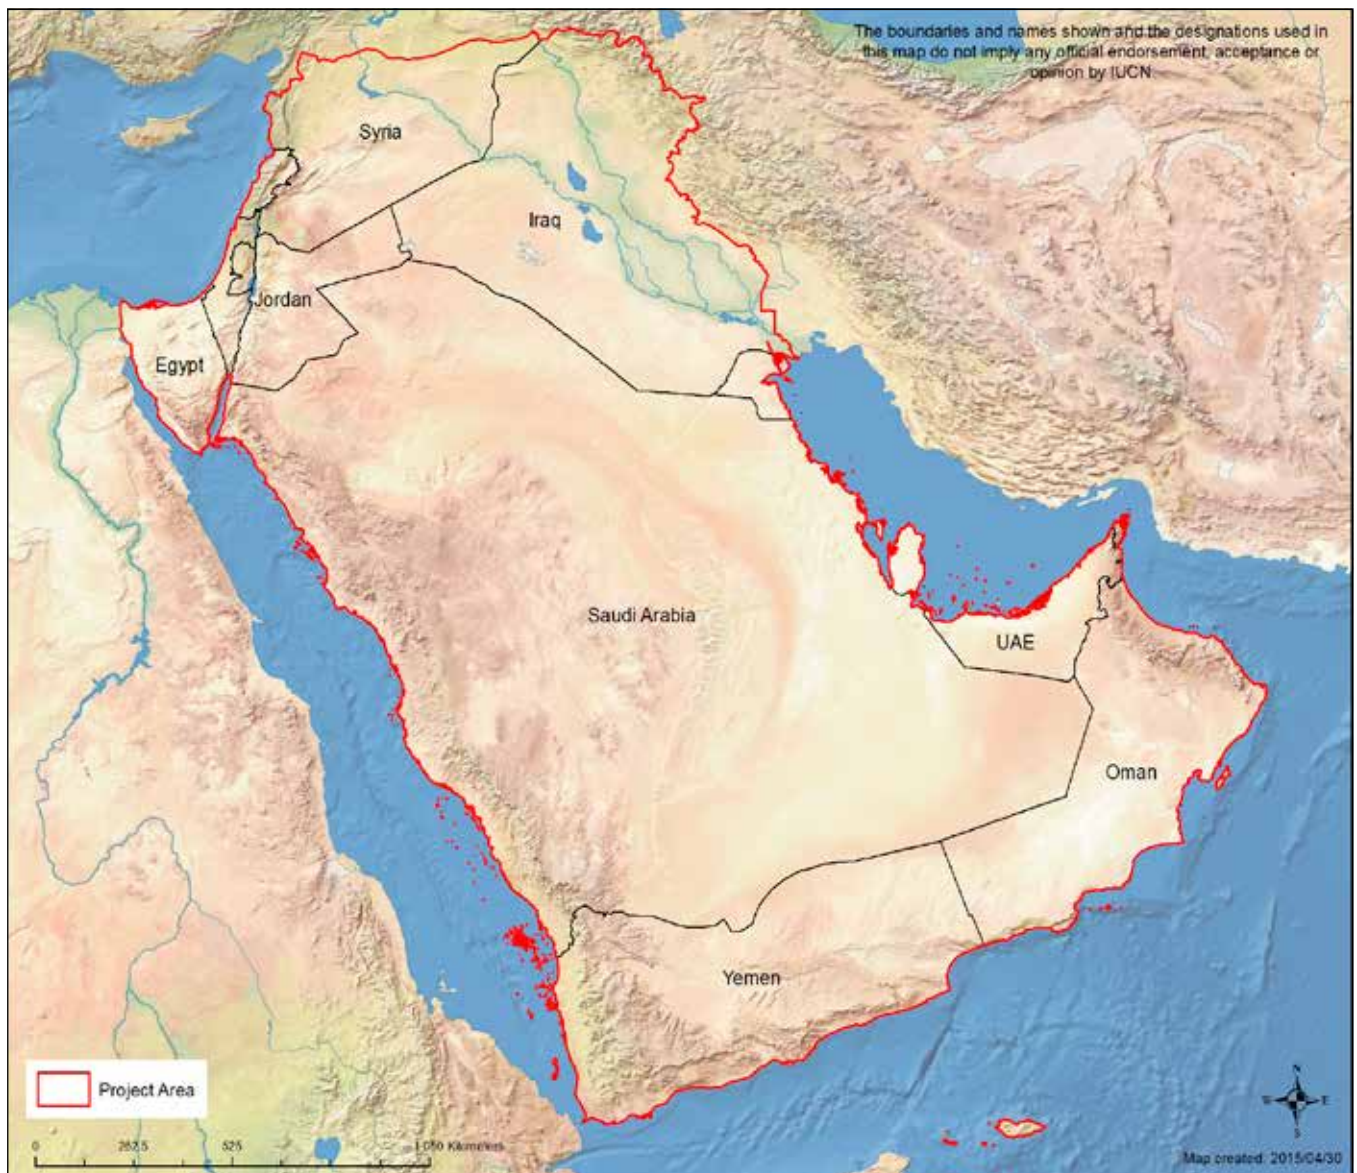 The boundaries and names shown and the designations used in
this map do not imply any official endorsement, acceptance or
opinion by IUCN.
Syria
Iraq
Jordan
Egypt
Saudi Arabia
UAE
Oman
Yemen
Project Area
0 262.5 525 1 050 Kilometers
N
W E
S
Map created: 2015/04/30